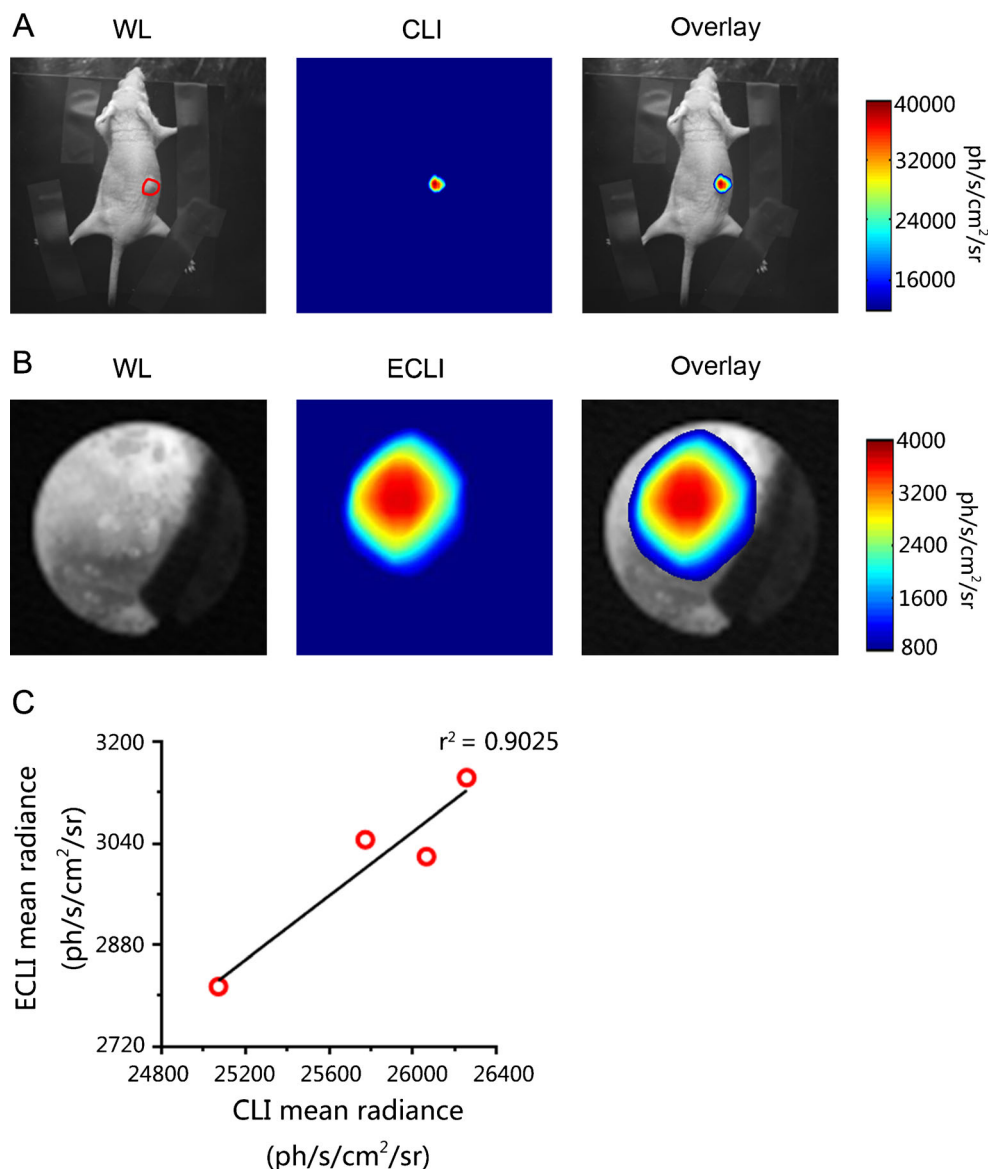 A
WL
CLI
Overlay
40000
32000
24000
16000
ph/s/cm²/sr
B
WL
ECLI
Overlay
4000
3200
2400
1600
800
ph/s/cm²/sr
C
r² = 0.9025
3200
3040
2880
2720
ECLI mean radiance
(ph/s/cm²/sr)
24800 25200 25600 26000 26400
CLI mean radiance
(ph/s/cm²/sr)